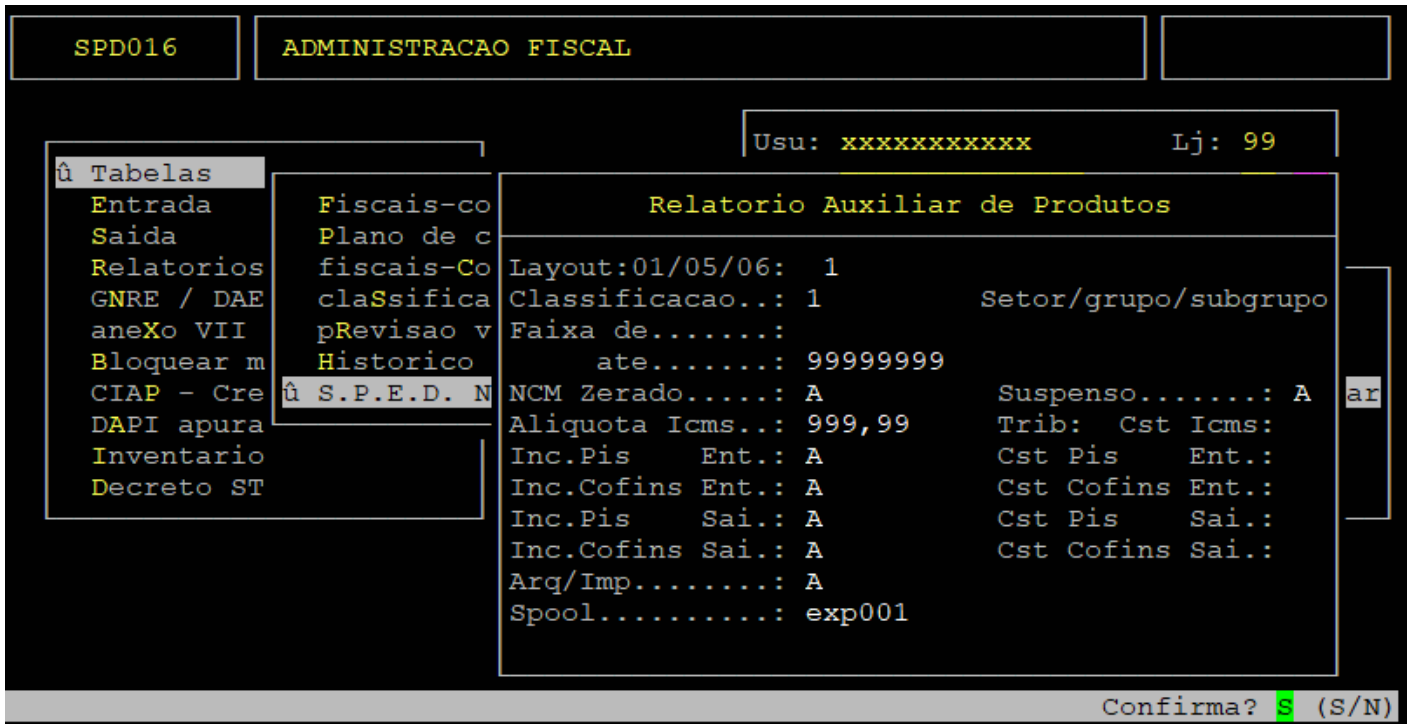 SPD016 ADMINISTRACAO FISCAL
Usu: xxxxxxxxxxx Lj: 99
û Tabelas
Entrada
Saida
Relatorios
GNRE / DAE
aneXo VII
Bloquear m
CIAP - Cre
DAPI apura
Inventario
Decreto ST
Fiscais-co
Plano de c
fiscais-Co
claSsifica
pRevisao v
Historico
û S.P.E.D. N
ar
Relatorio Auxiliar de Produtos
Layout:01/05/06: 1
Classificacao..: 1 Setor/grupo/subgrupo
Faixa de.......:
ate.......: 99999999
NCM Zerado.....: A Suspenso.......: A
Aliquota Icms..: 999,99 Trib: Cst Icms:
Inc.Pis Ent.: A Cst Pis Ent.:
Inc.Cofins Ent.: A Cst Cofins Ent.:
Inc.Pis Sai.: A Cst Pis Sai.:
Inc.Cofins Sai.: A Cst Cofins Sai.:
Arq/Imp........: A
Spool..........: exp001
Confirma? S (S/N)